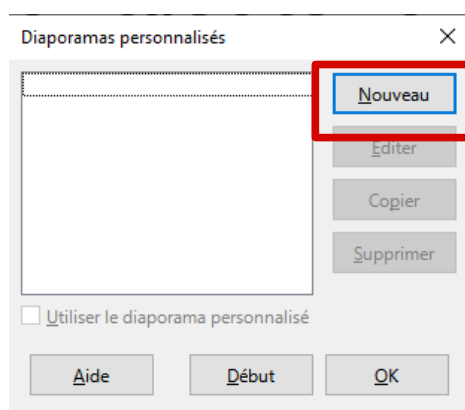 Diaporamas personnalisés
Nouveau
Éditer
Copier
Supprimer
Utiliser le diaporama personnalisé
Aide
Début
OK